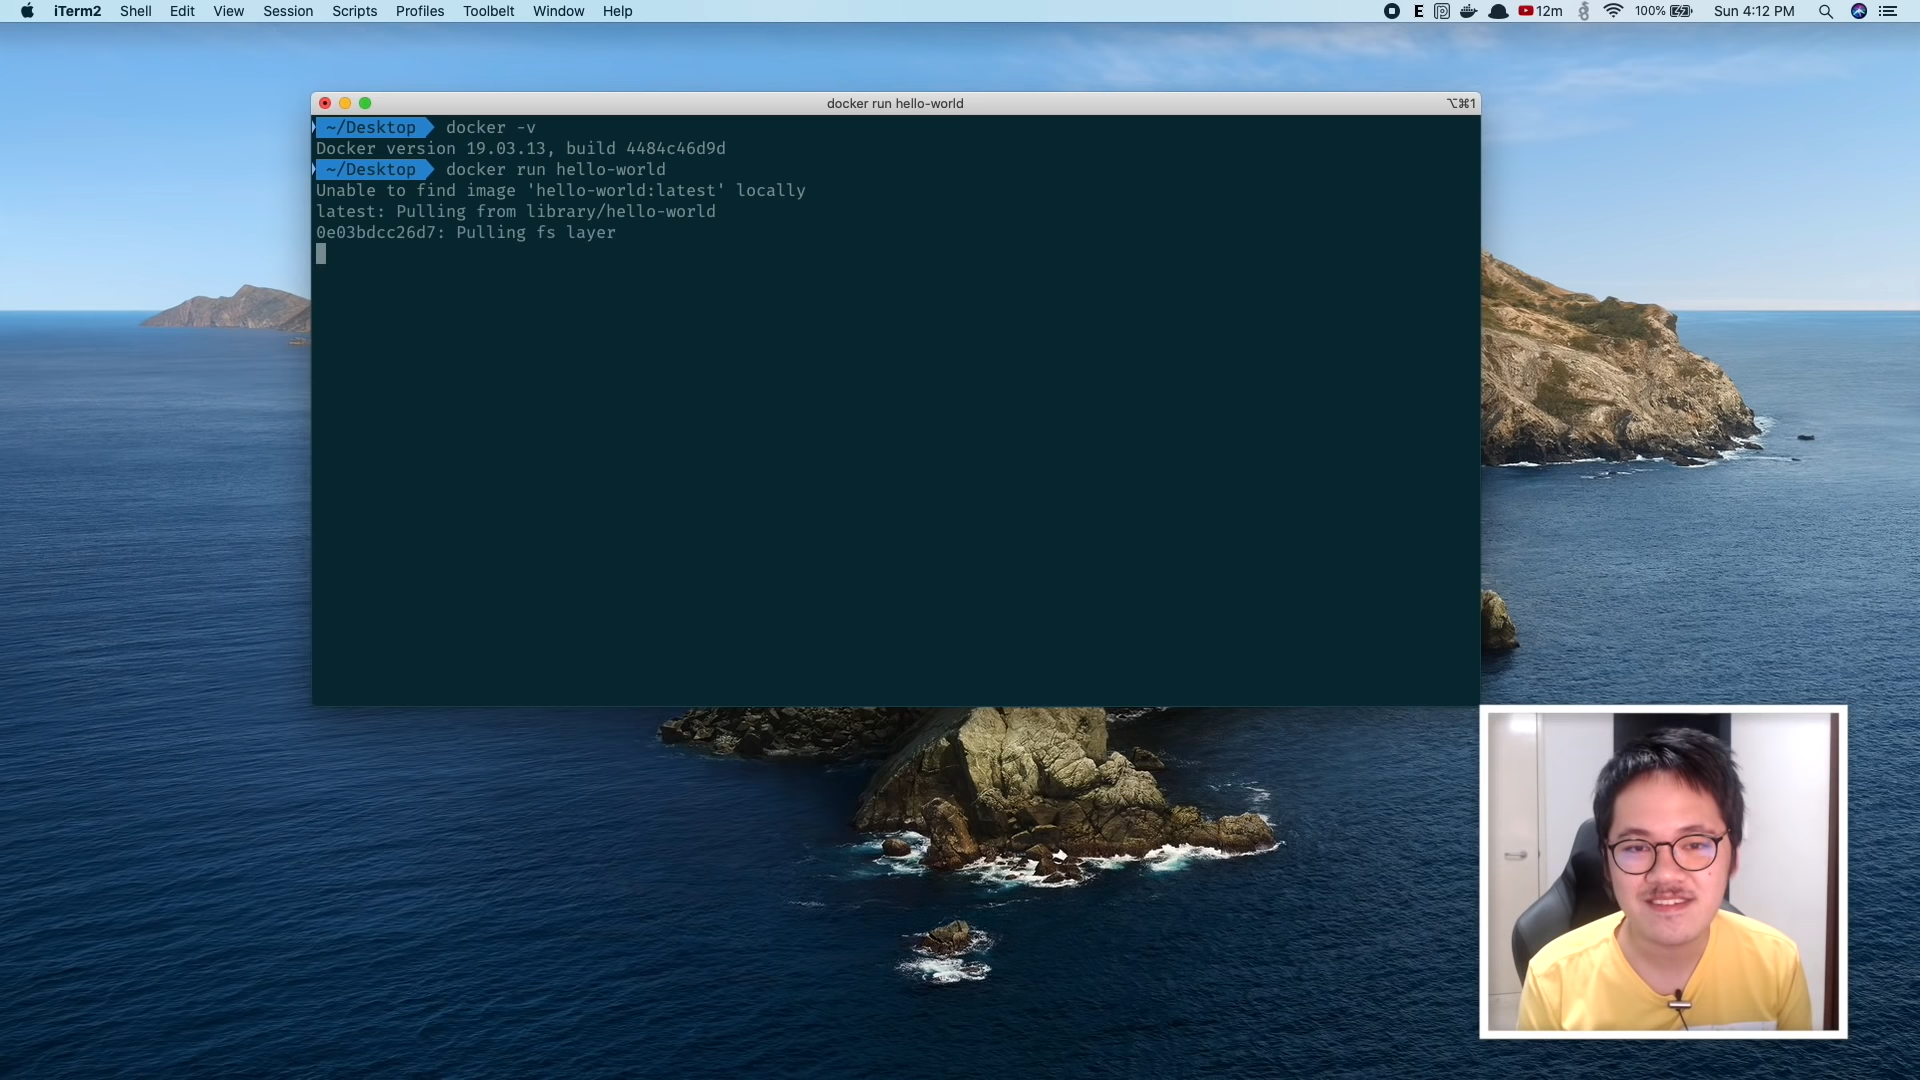 iTerm2 Shell Edit View Session Scripts Profiles Toolbelt Window Help E 12m 100% Sun 4:12 PM
docker run hello-world ⌥⌘1
~/Desktop docker -v
Docker version 19.03.13, build 4484c46d9d
~/Desktop docker run hello-world
Unable to find image 'hello-world:latest' locally
latest: Pulling from library/hello-world
0e03bdcc26d7: Pulling fs layer